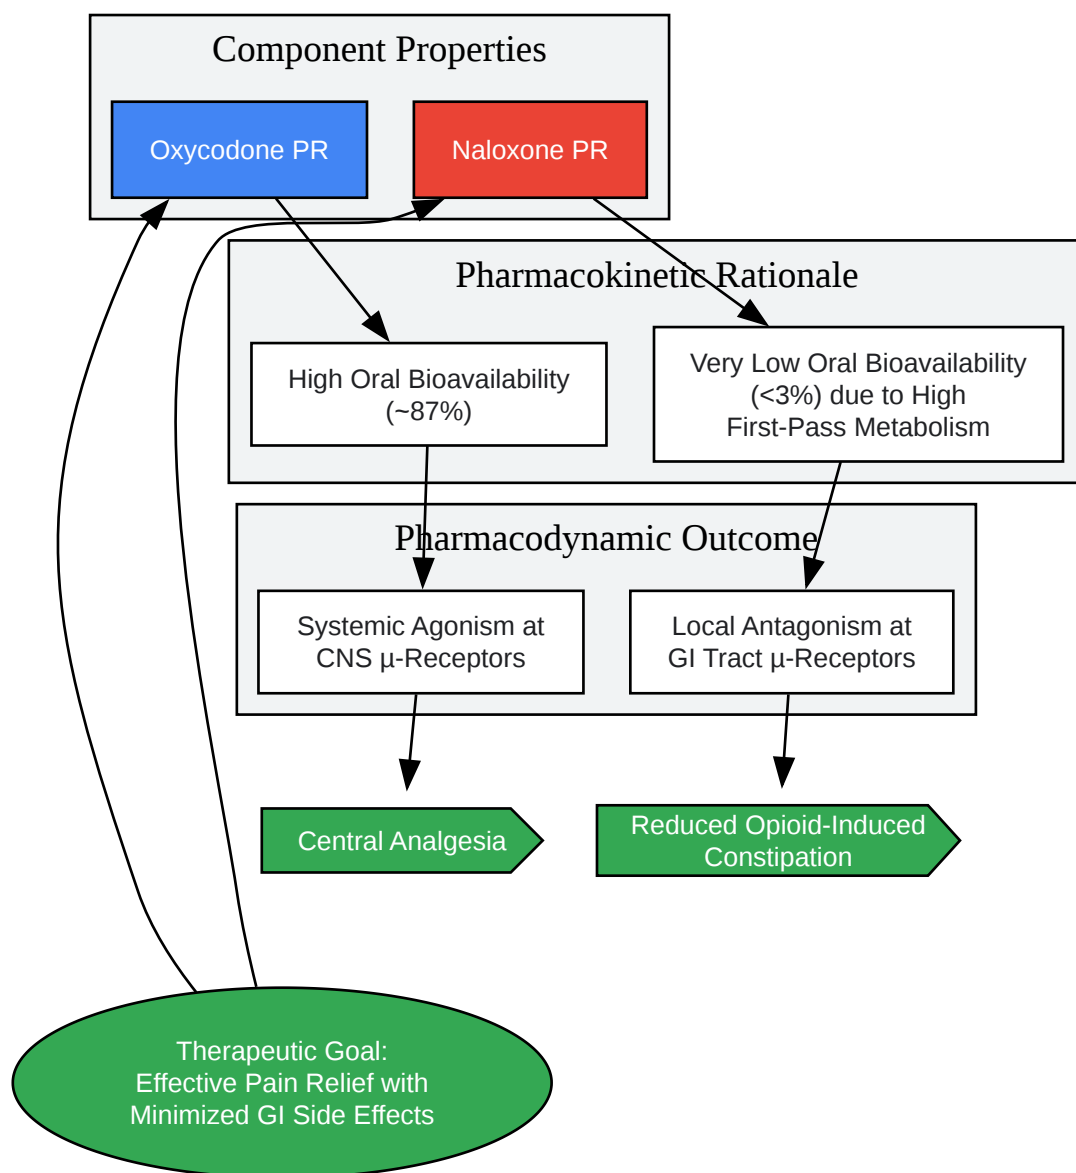 Component Properties
Oxycodone PR
Naloxone PR
Pharmacokinetic Rationale
High Oral Bioavailability
(~87%)
Very Low Oral Bioavailability
(<3%) due to High
First-Pass Metabolism
Pharmacodynamic Outcome
Systemic Agonism at
CNS µ-Receptors
Local Antagonism at
GI Tract µ-Receptors
Central Analgesia
Reduced Opioid-Induced
Constipation
Therapeutic Goal:
Effective Pain Relief with
Minimized GI Side Effects